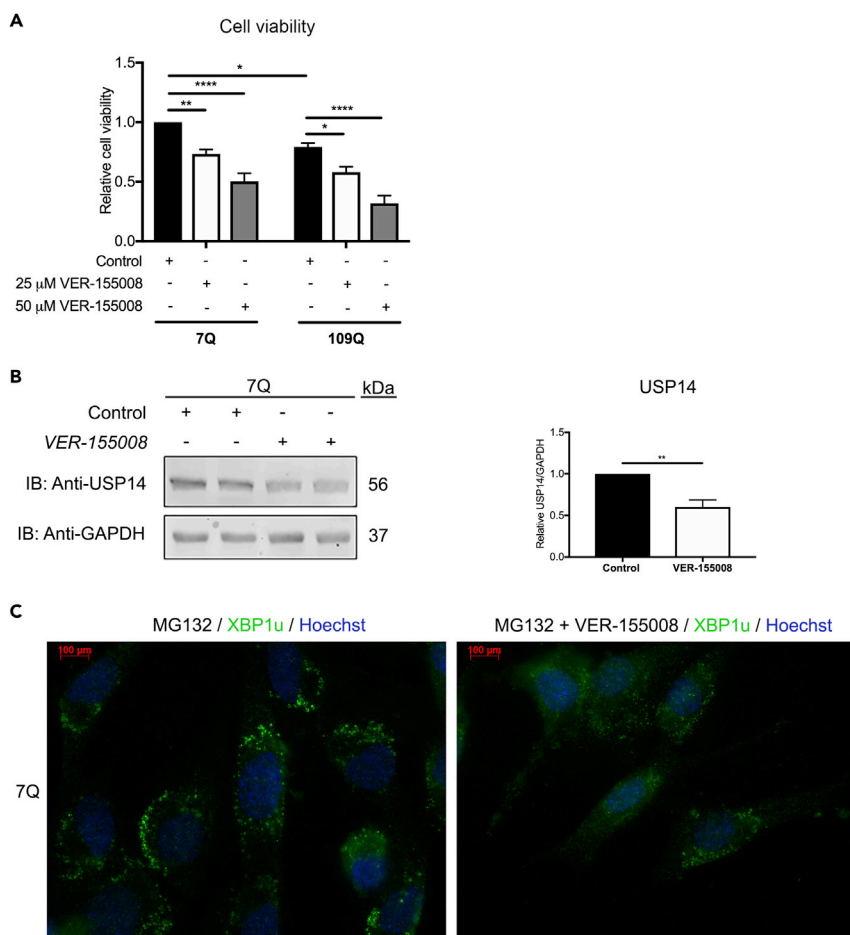 A
Cell viability
Relative cell viability
1.5
1.0
0.5
0.0
*
****
**
****
*
Control + - - + - -
25 µM VER-155008 - + - - + -
50 µM VER-155008 - - + - - +
7Q 109Q
B
7Q kDa
Control + + - -
VER-155008 - - + +
IB: Anti-USP14 56
IB: Anti-GAPDH 37
USP14
Relative USP14/GAPDH
1.5
1.0
0.5
0.0
**
Control VER-155008
C
MG132 / XBP1u / Hoechst
MG132 + VER-155008 / XBP1u / Hoechst
100 µm
100 µm
7Q